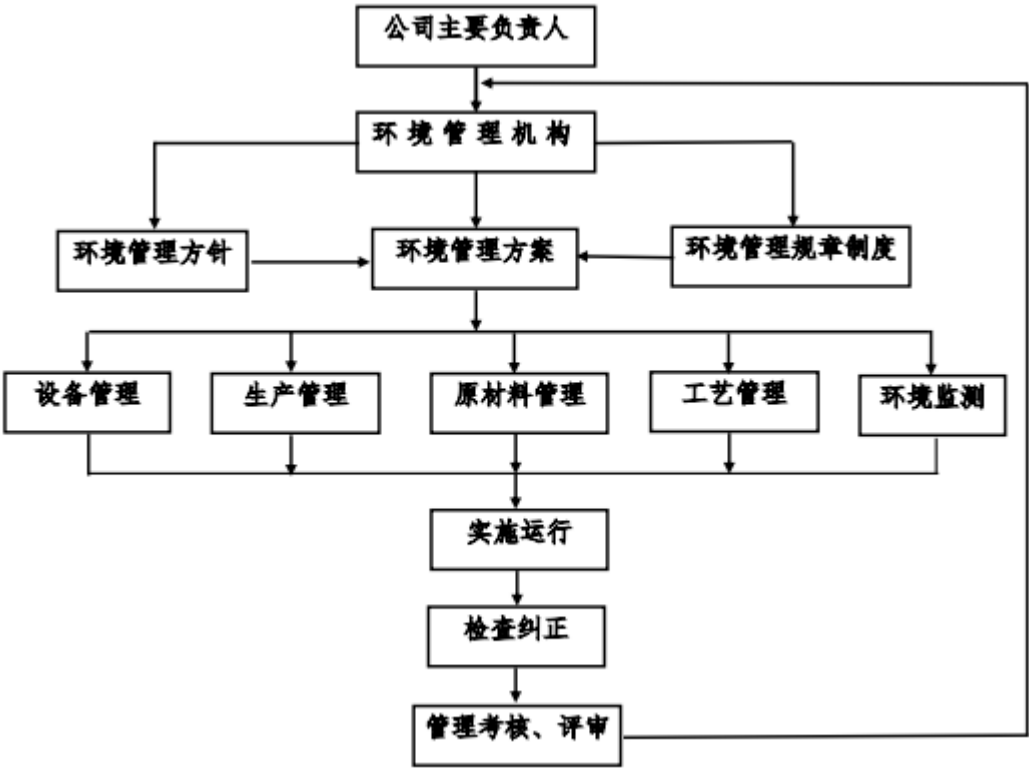 公司主要负责人
环境管理机构
环境管理方针
环境管理方案
环境管理规章制度
设备管理
生产管理
原材料管理
工艺管理
环境监测
实施运行
检查纠正
管理考核、评审